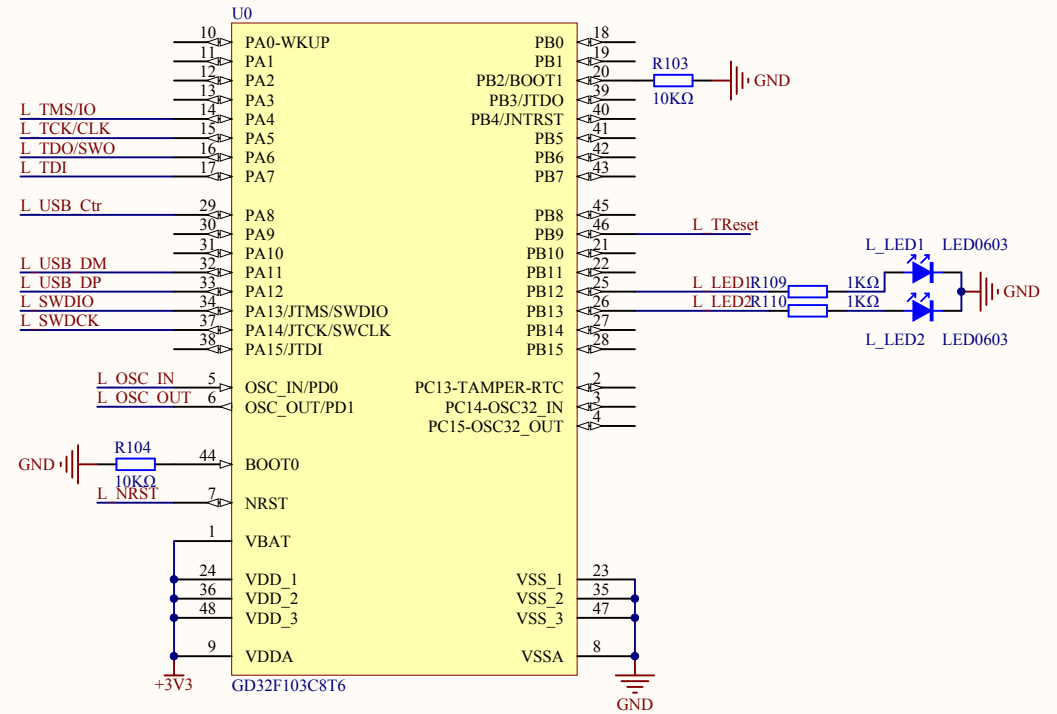 U0
10 PA0-WKUP PB0 18
11 PA1 PB1 19
12 PA2 PB2/BOOT1 20 R103 10KΩ GND
13 PA3 PB3/JTDO 39
L_TMS/IO 14 PA4 PB4/JNTRST 40
L_TCK/CLK 15 PA5 PB5 41
L_TDO/SWO 16 PA6 PB6 42
L_TDI 17 PA7 PB7 43
L_USB_Ctr 29 PA8 PB8 45
30 PA9 PB9 46 L_TReset
31 PA10 PB10 21 L_LED1 LED0603
L_USB_DM 32 PA11 PB11 22
L_USB_DP 33 PA12 PB12 25 L_LED1 R109 1KΩ GND
L_SWDIO 34 PA13/JTMS/SWDIO PB13 26 L_LED2 R110 1KΩ
L_SWDCK 37 PA14/JTCK/SWCLK PB14 27
38 PA15/JTDI PB15 28 L_LED2 LED0603
L_OSC_IN 5 OSC_IN/PD0 PC13-TAMPER-RTC 2
L_OSC_OUT 6 OSC_OUT/PD1 PC14-OSC32_IN 3
PC15-OSC32_OUT 4
R104
GND 44 BOOT0
10KΩ
L_NRST 7 NRST
1 VBAT
24 VDD_1 VSS_1 23
36 VDD_2 VSS_2 35
48 VDD_3 VSS_3 47
9 VDDA VSSA 8
+3V3 GD32F103C8T6
GND